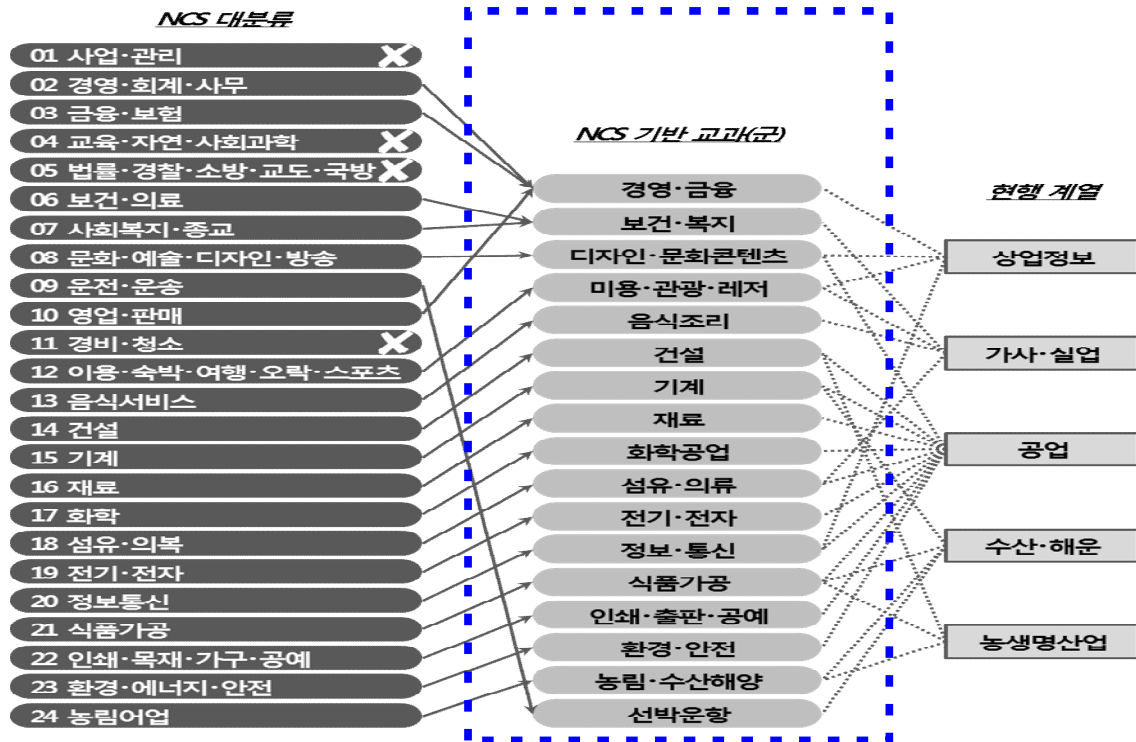 NCS 대분류
01 사업·관리
02 경영·회계·사무
03 금융·보험
04 교육·자연·사회과학
05 법률·경찰·소방·교도·국방
06 보건·의료
07 사회복지·종교
08 문화·예술·디자인·방송
09 운전·운송
10 영업·판매
11 경비·청소
12 이용·숙박·여행·오락·스포츠
13 음식서비스
14 건설
15 기계
16 재료
17 화학
18 섬유·의복
19 전기·전자
20 정보통신
21 식품가공
22 인쇄·목재·가구·공예
23 환경·에너지·안전
24 농림어업
NCS 기반 교과(군)
경영·금융
보건·복지
디자인·문화콘텐츠
미용·관광·레저
음식조리
건설
기계
재료
화학공업
섬유·의류
전기·전자
정보·통신
식품가공
인쇄·출판·공예
환경·안전
농림·수산해양
선박운항
현행 계열
상업정보
가사·실업
공업
수산·해운
농생명산업